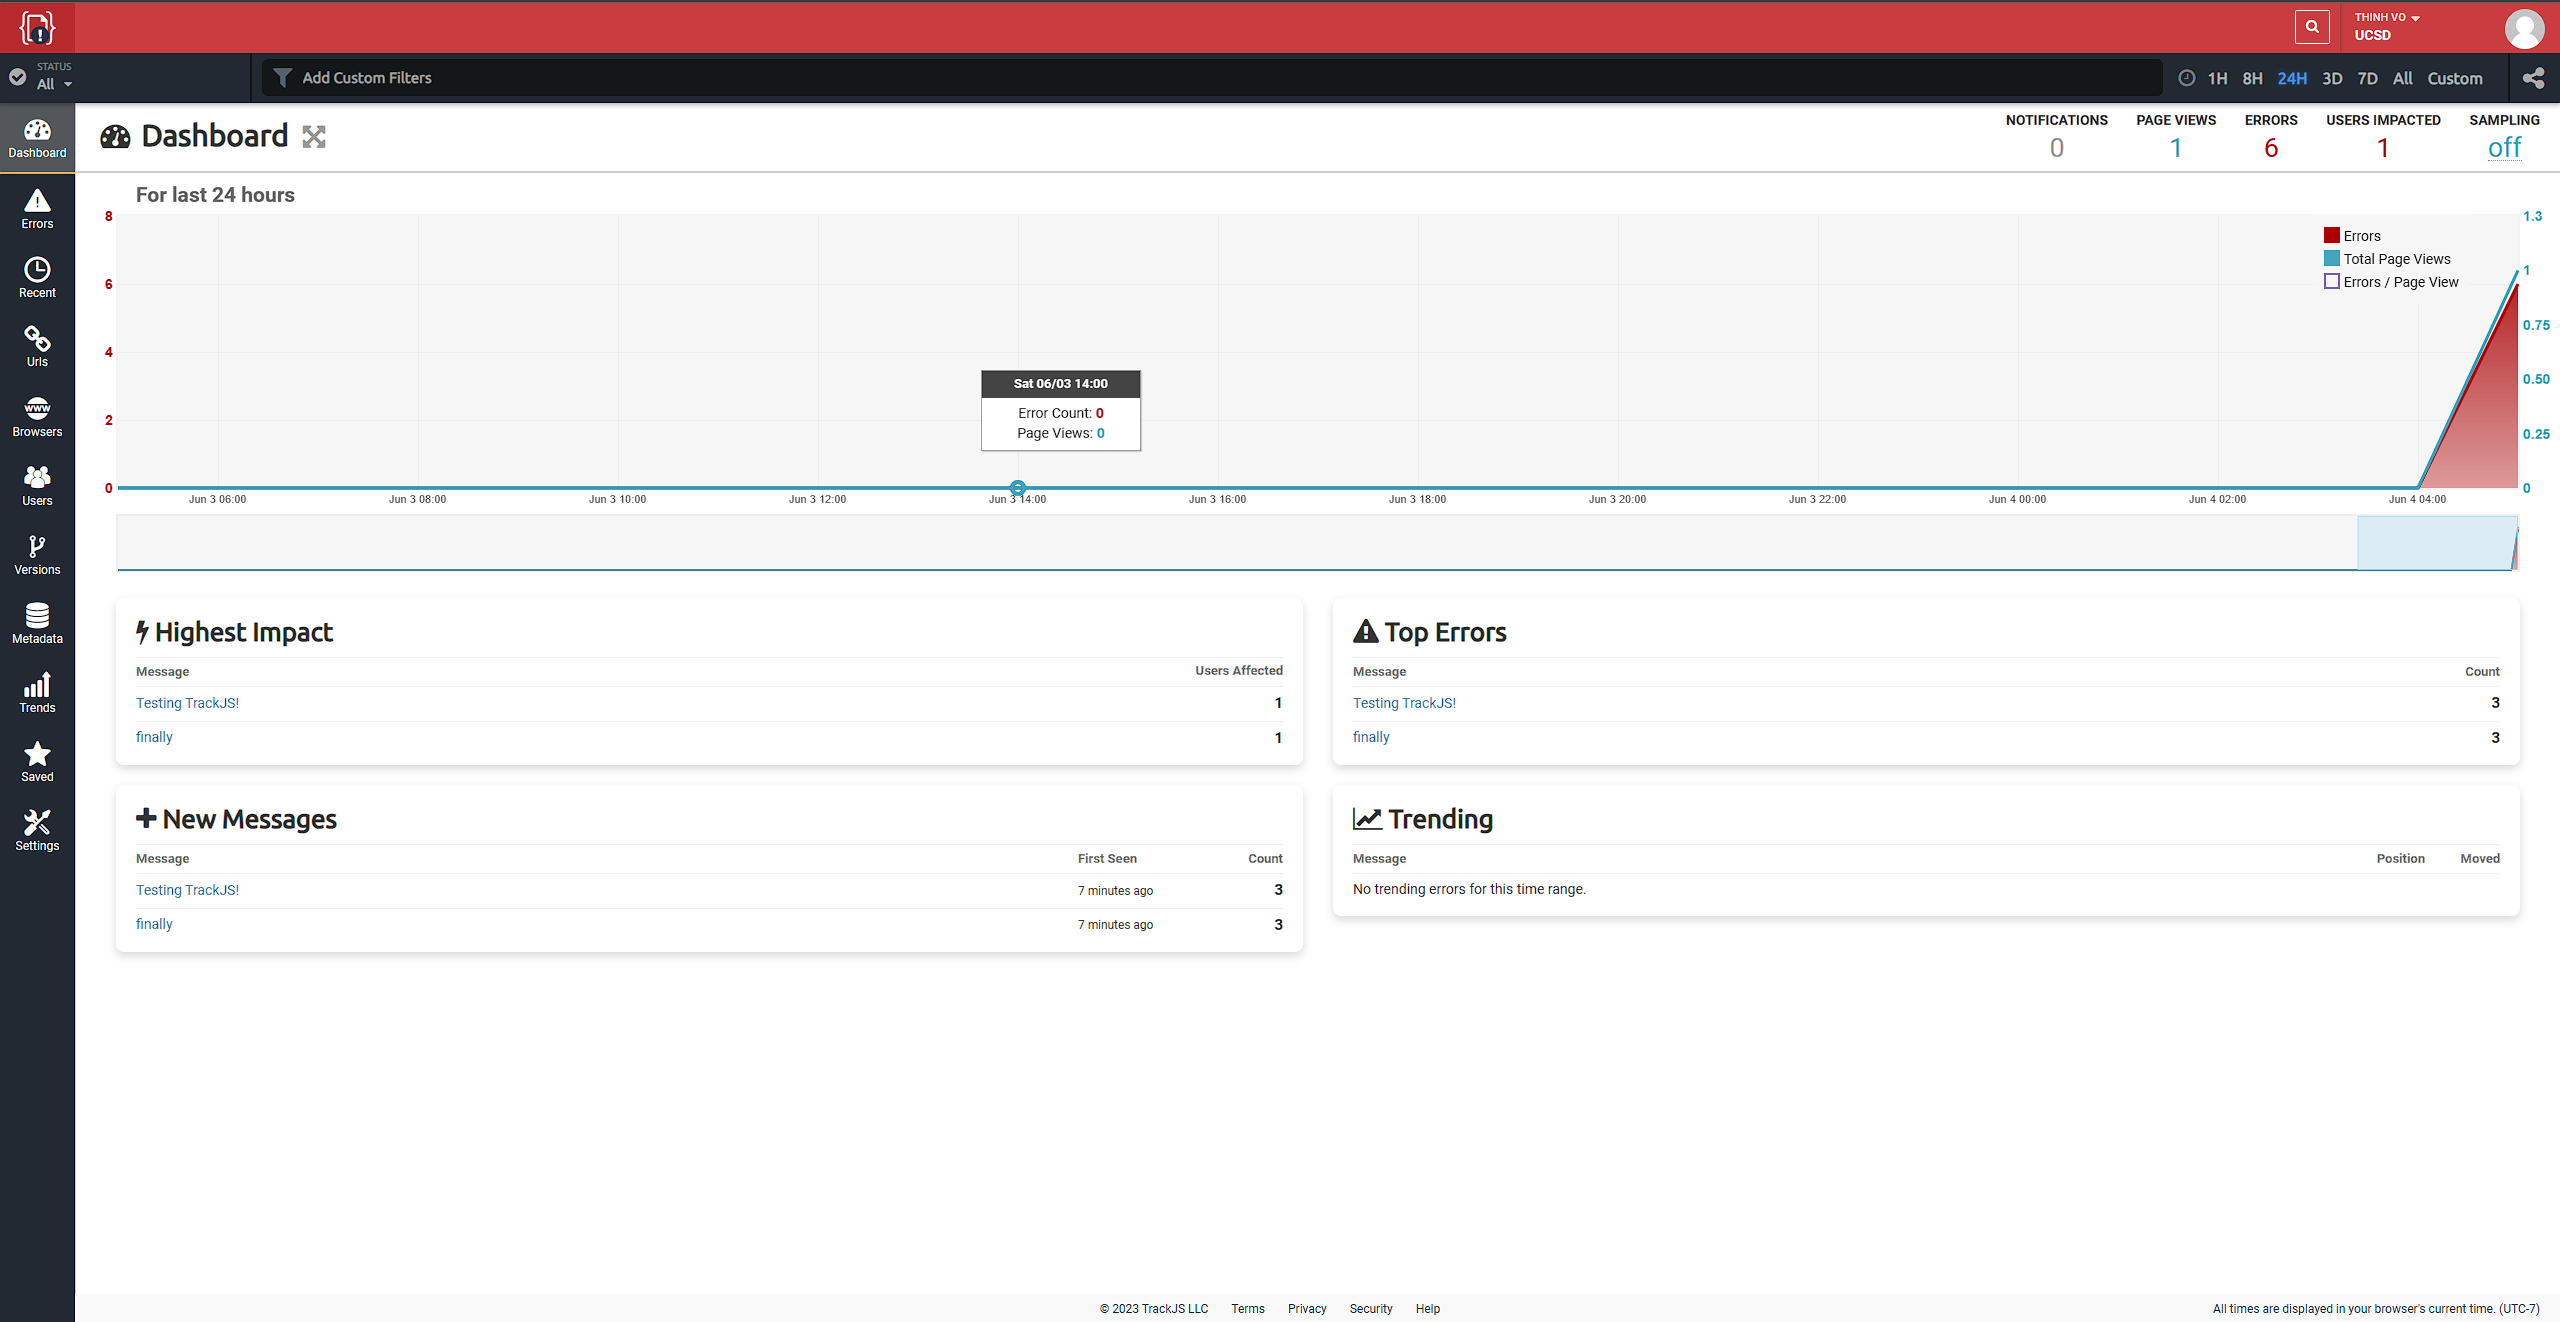 THINH VO
UCSD
STATUS
All
Add Custom Filters
1H 8H 24H 3D 7D All Custom
Dashboard
Errors
Recent
Urls
www
Browsers
Users
Versions
Metadata
Trends
Saved
Settings
Dashboard
NOTIFICATIONS PAGE VIEWS ERRORS USERS IMPACTED SAMPLING
0 1 6 1 off
For last 24 hours
8
6
4
2
0
1.3
1
0.75
0.50
0.25
0
Errors
Total Page Views
Errors / Page View
Sat 06/03 14:00
Error Count: 0
Page Views: 0
Jun 3 06:00 Jun 3 08:00 Jun 3 10:00 Jun 3 12:00 Jun 3 14:00 Jun 3 16:00 Jun 3 18:00 Jun 3 20:00 Jun 3 22:00 Jun 4 00:00 Jun 4 02:00 Jun 4 04:00
Highest Impact
Message Users Affected
Testing TrackJS! 1
finally 1
Top Errors
Message Count
Testing TrackJS! 3
finally 3
New Messages
Message First Seen Count
Testing TrackJS! 7 minutes ago 3
finally 7 minutes ago 3
Trending
Message Position Moved
No trending errors for this time range.
© 2023 TrackJS LLC Terms Privacy Security Help
All times are displayed in your browser's current time. (UTC-7)